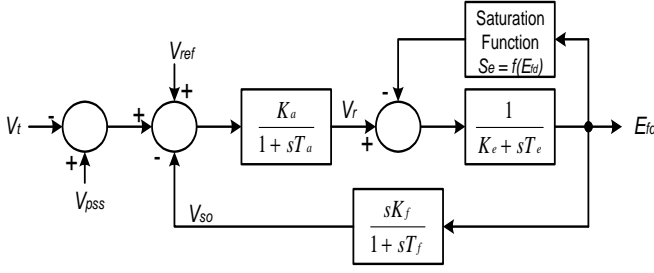 Saturation
Function
Se = f(Efd)
-
Vref
+
Vt
-
+
+
Vpss
-
Ka
1 + sTa
Vr
-
+
1
Ke + sTe
Efd
Vso
sKf
1 + sTf